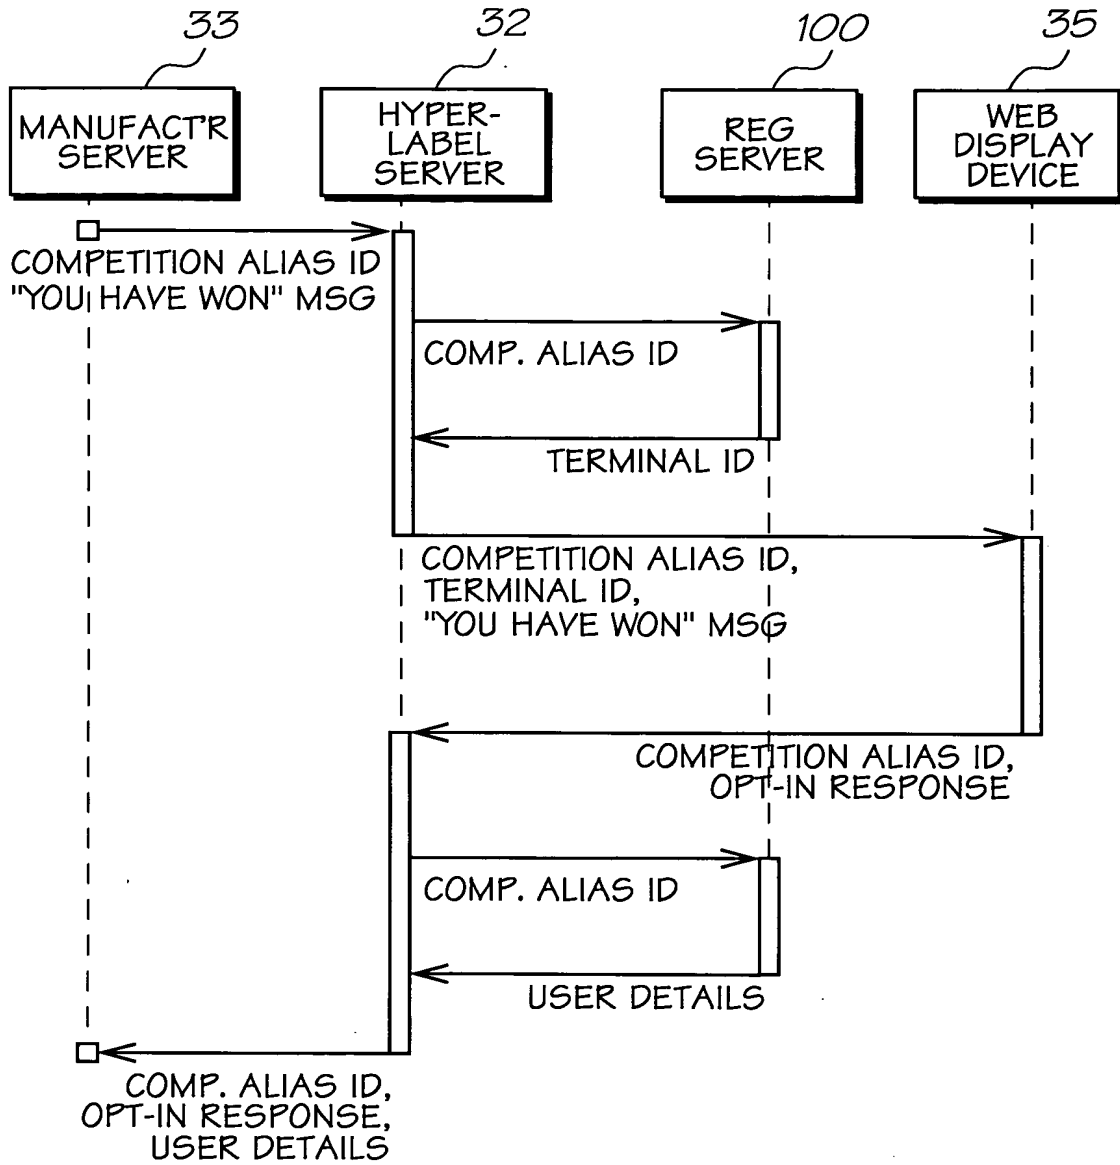 33
32
100
35
MANUFACT'R
SERVER
HYPER-
LABEL
SERVER
REG
SERVER
WEB
DISPLAY
DEVICE
COMPETITION ALIAS ID
"YOU HAVE WON" MSG
COMP. ALIAS ID
TERMINAL ID
COMPETITION ALIAS ID,
TERMINAL ID,
"YOU HAVE WON" MSG
COMPETITION ALIAS ID,
OPT-IN RESPONSE
COMP. ALIAS ID
USER DETAILS
COMP. ALIAS ID,
OPT-IN RESPONSE,
USER DETAILS